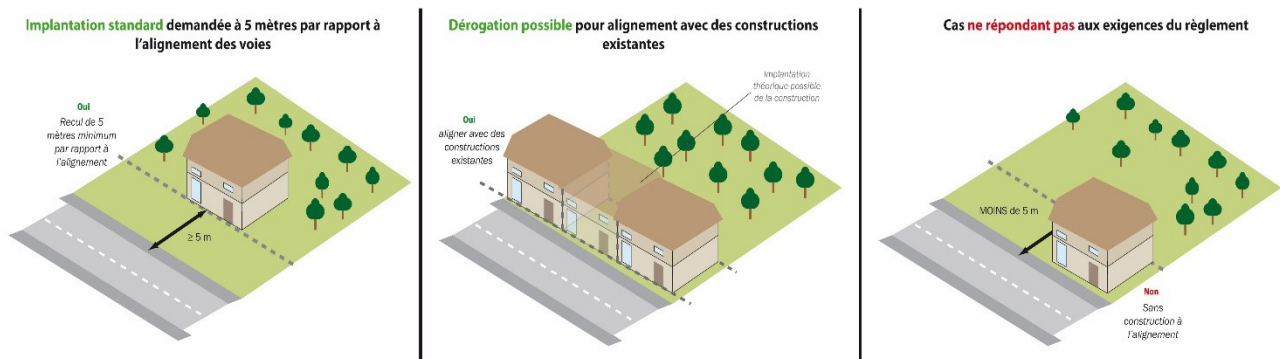 Implantation standard demandée à 5 mètres par rapport à
l'alignement des voies
Oui
Recul de 5
mètres minimum
par rapport à
l'alignement
≥ 5 m
Dérogation possible pour alignement avec des constructions
existantes
Implantation
théorique possible
de la construction
Oui
aligner avec des
constructions
existantes
Cas ne répondant pas aux exigences du règlement
MOINS de 5 m
Non
Sans
construction à
l'alignement